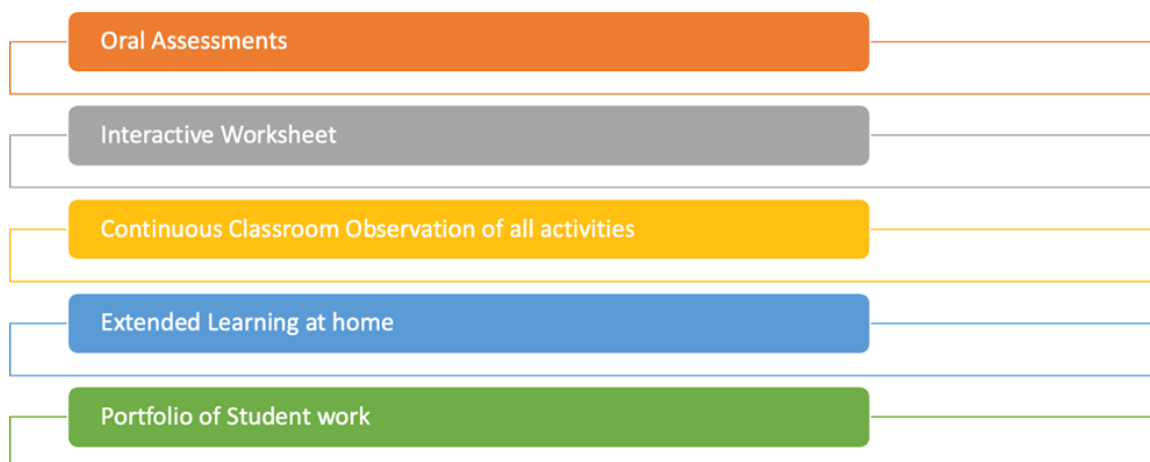 Oral Assessments
Interactive Worksheet
Continuous Classroom Observation of all activities
Extended Learning at home
Portfolio of Student work